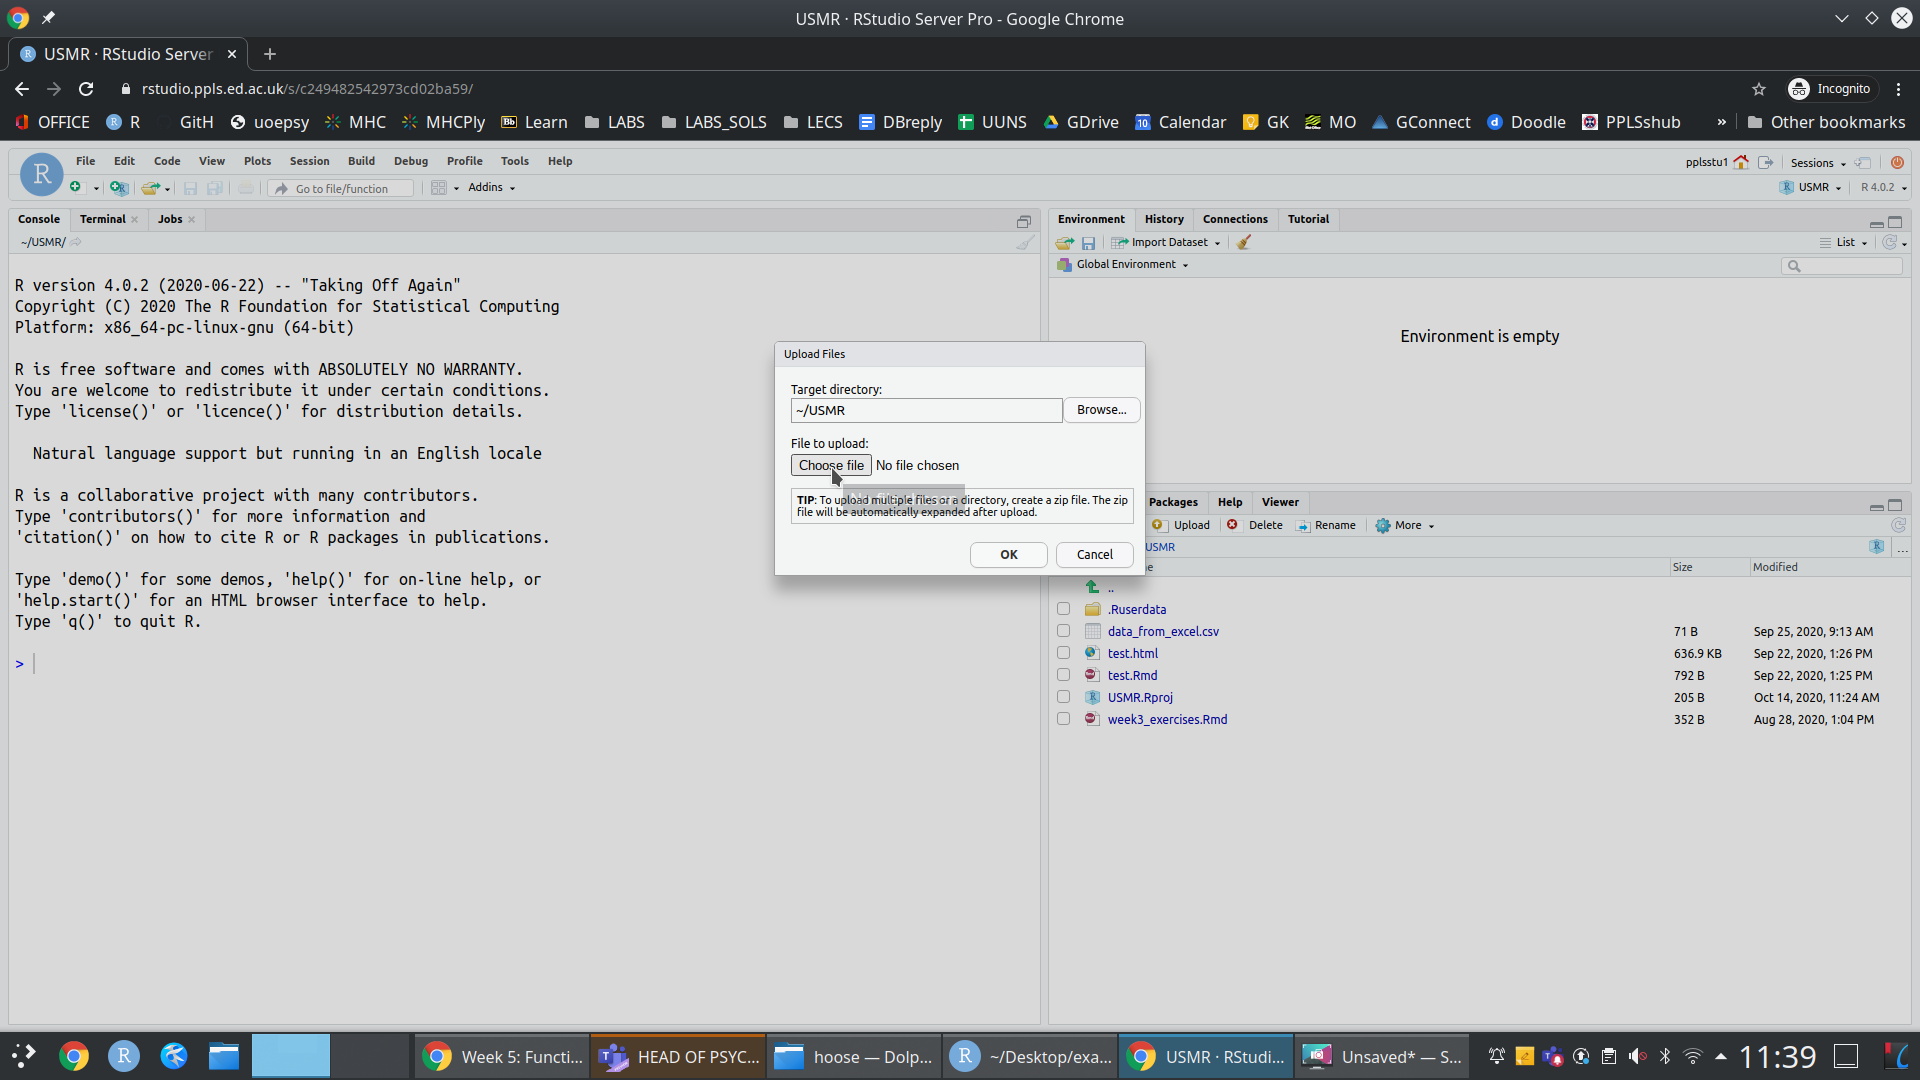 USMR · RStudio Server Pro - Google Chrome
USMR · RStudio Server
rstudio.ppls.ed.ac.uk/s/c249482542973cd02ba59/
Incognito
OFFICE R GitH uoepsy MHC MHCPly Bb Learn LABS LABS_SOLS LECS DBreply UUNS GDrive 10 Calendar GK MO GConnect d Doodle PPLSshub » Other bookmarks
R File Edit Code View Plots Session Build Debug Profile Tools Help
pplsstu1 Sessions
Go to file/function Addins
USMR R 4.0.2
Console Terminal Jobs
~/USMR/
R version 4.0.2 (2020-06-22) -- "Taking Off Again"
Copyright (C) 2020 The R Foundation for Statistical Computing
Platform: x86_64-pc-linux-gnu (64-bit)
R is free software and comes with ABSOLUTELY NO WARRANTY.
You are welcome to redistribute it under certain conditions.
Type 'license()' or 'licence()' for distribution details.
Natural language support but running in an English locale
R is a collaborative project with many contributors.
Type 'contributors()' for more information and
'citation()' on how to cite R or R packages in publications.
Type 'demo()' for some demos, 'help()' for on-line help, or
'help.start()' for an HTML browser interface to help.
Type 'q()' to quit R.
>
Upload Files
Target directory:
~/USMR
Browse...
File to upload:
Choose file No file chosen
TIP: To upload multiple files or a directory, create a zip file. The zip
file will be automatically expanded after upload.
OK Cancel
Environment History Connections Tutorial
Import Dataset List
Global Environment
Environment is empty
Packages Help Viewer
Upload Delete Rename More
USMR ...
Size Modified
..
.Ruserdata
data_from_excel.csv 71 B Sep 25, 2020, 9:13 AM
test.html 636.9 KB Sep 22, 2020, 1:26 PM
test.Rmd 792 B Sep 22, 2020, 1:25 PM
USMR.Rproj 205 B Oct 14, 2020, 11:24 AM
week3_exercises.Rmd 352 B Aug 28, 2020, 1:04 PM
Week 5: Functi... HEAD OF PSYC... hoose — Dolp... ~/Desktop/exa... USMR · RStudi... Unsaved* — S... 11:39